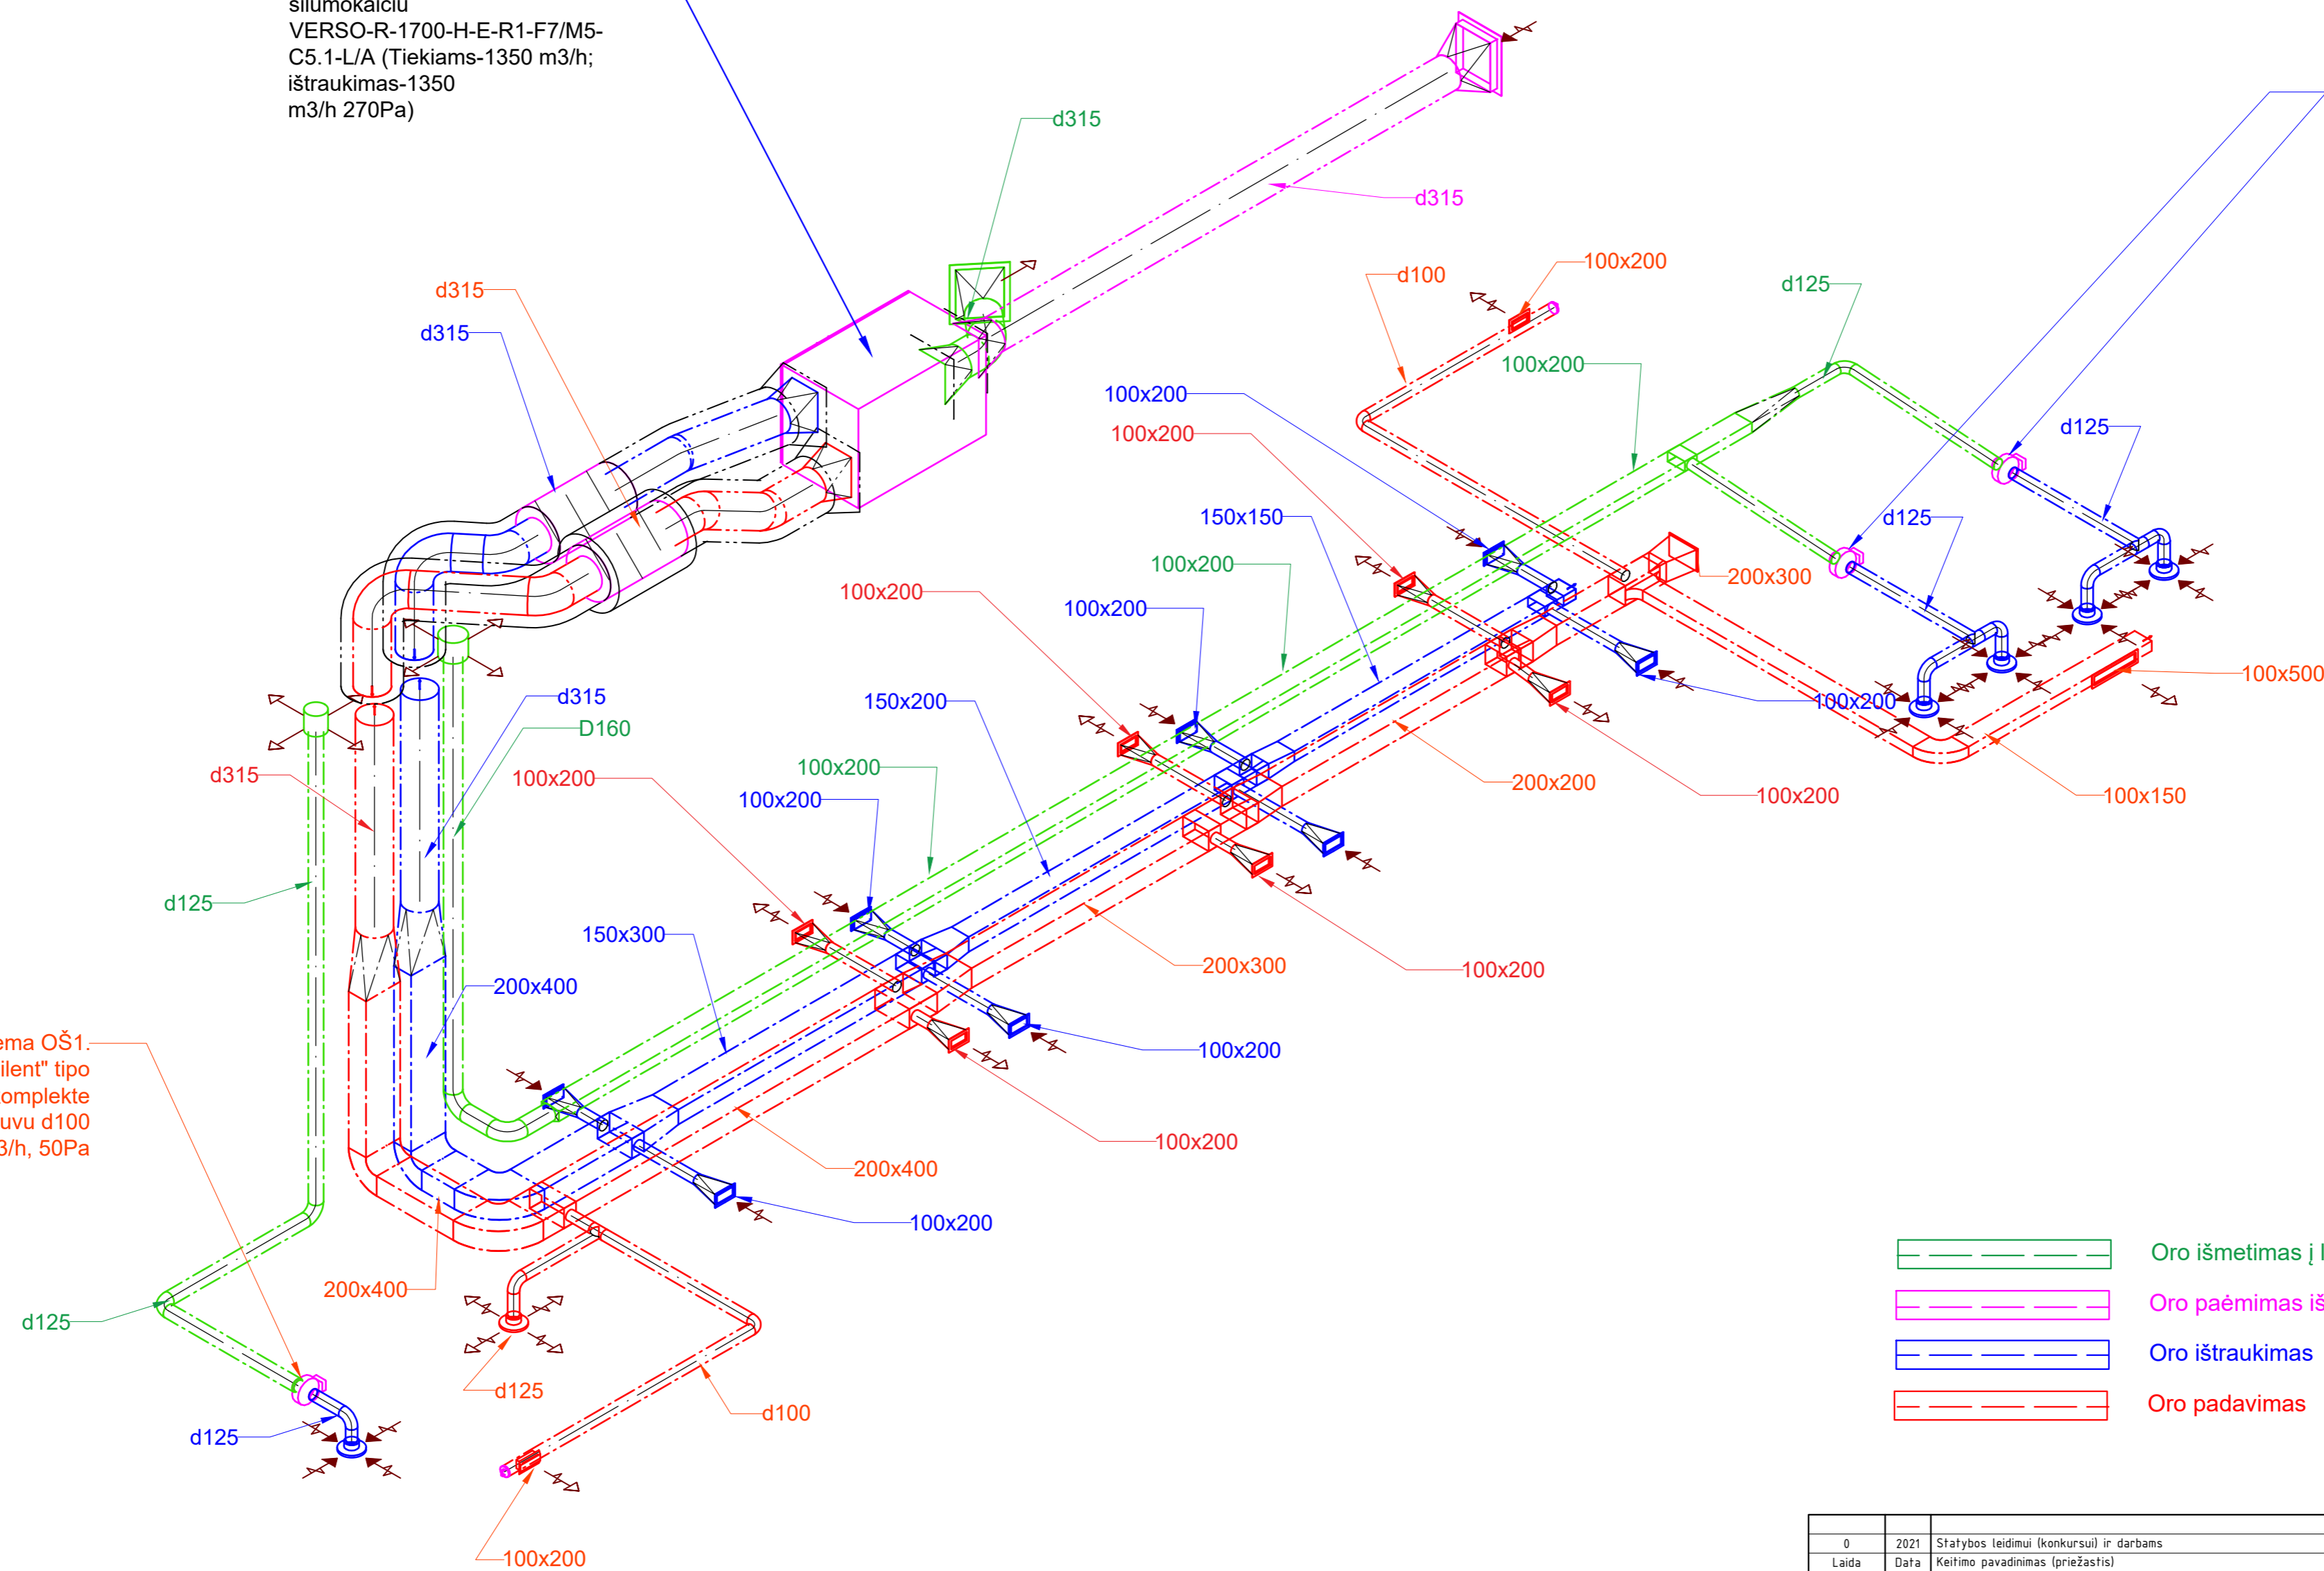 šilumokaičiu
VERSO-R-1700-H-E-R1-F7/M5-
C5.1-L/A (Tiekiams-1350 m3/h;
ištraukimas-1350
m3/h 270Pa)
d315
d315
d315
d315
d100
100x200
d125
100x200
100x200
100x200
d125
150x150
d125
100x200
100x200
100x200
200x300
100x500
100x200
d315
150x200
D160
d315
100x200
100x200
100x200
200x200
100x200
100x150
d125
150x300
200x300
100x200
200x400
OŠ1.
tipo
d100
3/h, 50Pa
100x200
100x200
200x400
100x200
200x400
d125
d125
d100
d125
100x200
Oro išmetimas į
Oro paėmimas iš
Oro ištraukimas
Oro padavimas
0 2021 Statybos leidimui (konkursui) ir darbams
Laida Data Keitimo pavadinimas (priežastis)